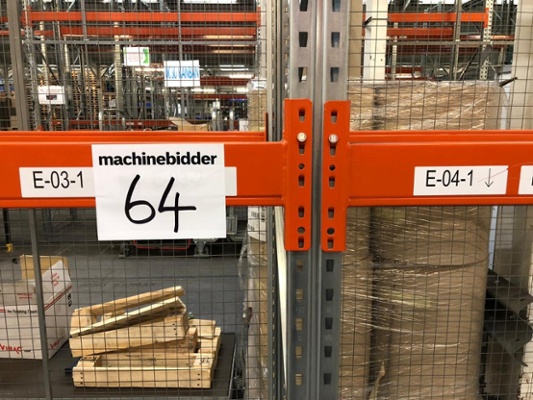 machinebidder
64
E-03-1
E-04-1 ↓